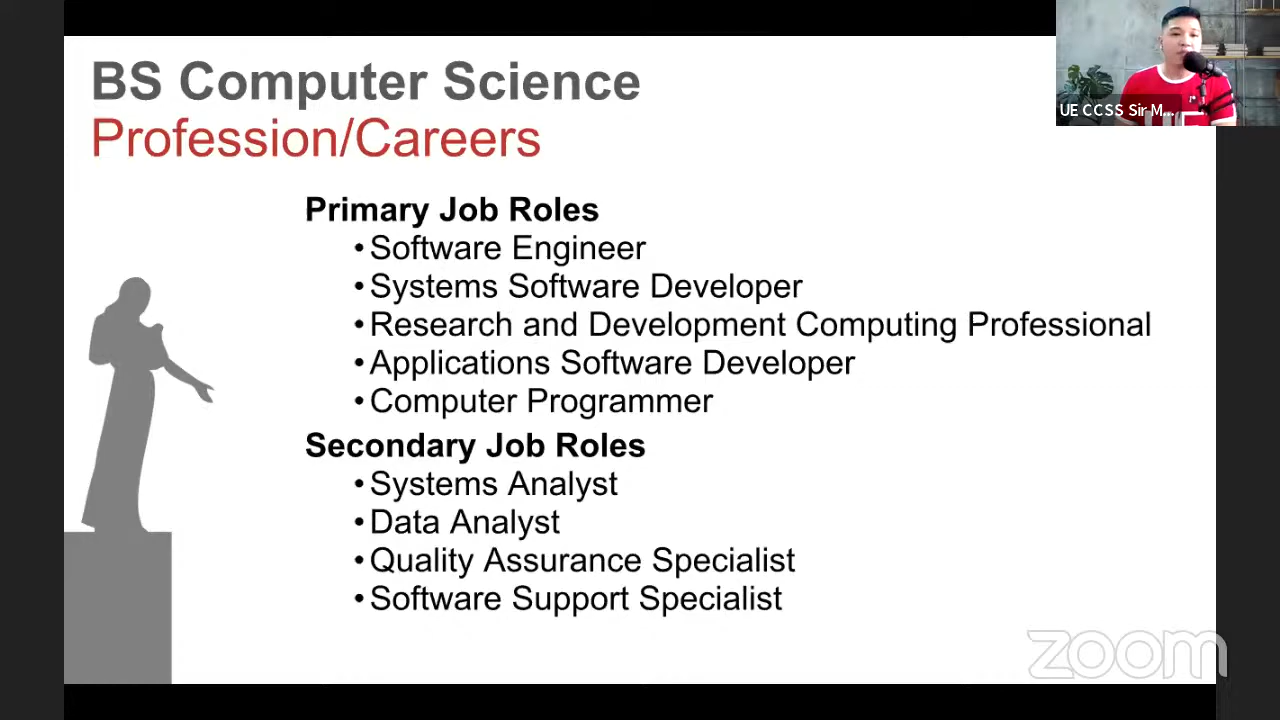 BS Computer Science
Profession/Careers
UE CCSS Sir M...
Primary Job Roles
•Software Engineer
•Systems Software Developer
•Research and Development Computing Professional
•Applications Software Developer
•Computer Programmer
Secondary Job Roles
•Systems Analyst
•Data Analyst
•Quality Assurance Specialist
•Software Support Specialist
zoom